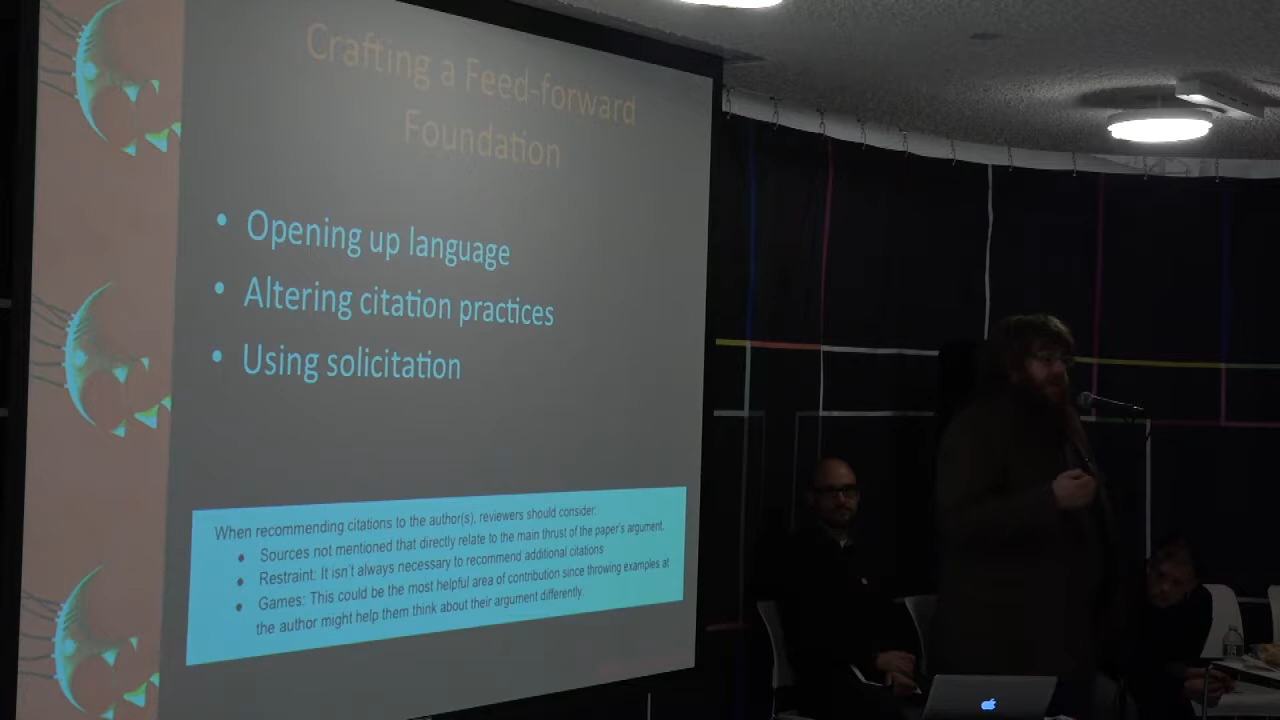 Crafting a Feed-forward
Foundation
• Opening up language
• Altering citation practices
• Using solicitation
When recommending citations to the author(s), reviewers should consider:
• Sources not mentioned that directly relate to the main thrust of the paper's argument.
• Restraint: It isn't always necessary to recommend additional citations
• Games: This could be the most helpful area of contribution since throwing examples at
the author might help them think about their argument differently.